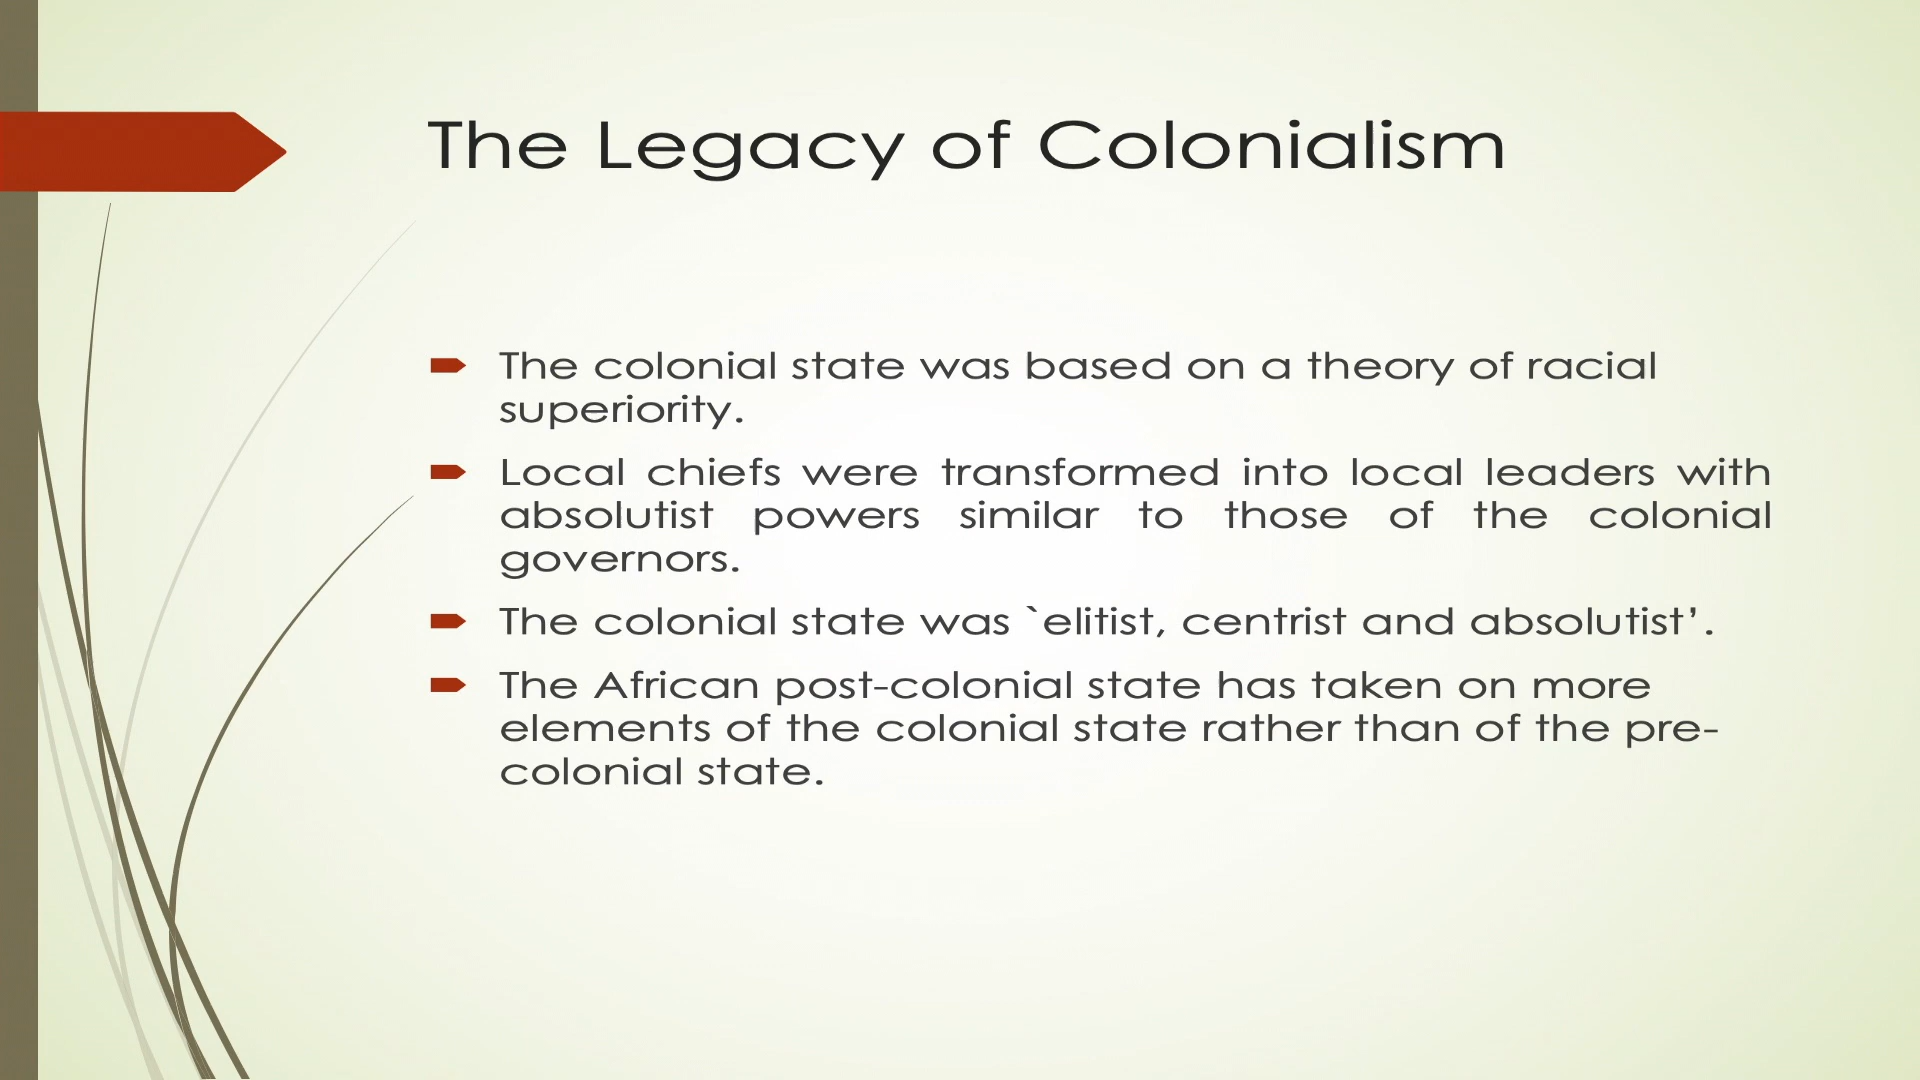 The Legacy of Colonialism
The colonial state was based on a theory of racial
superiority.
Local chiefs were transformed into local leaders with
absolutist powers similar to those of the colonial
governors.
The colonial state was `elitist, centrist and absolutist’.
The African post-colonial state has taken on more
elements of the colonial state rather than of the pre-
colonial state.